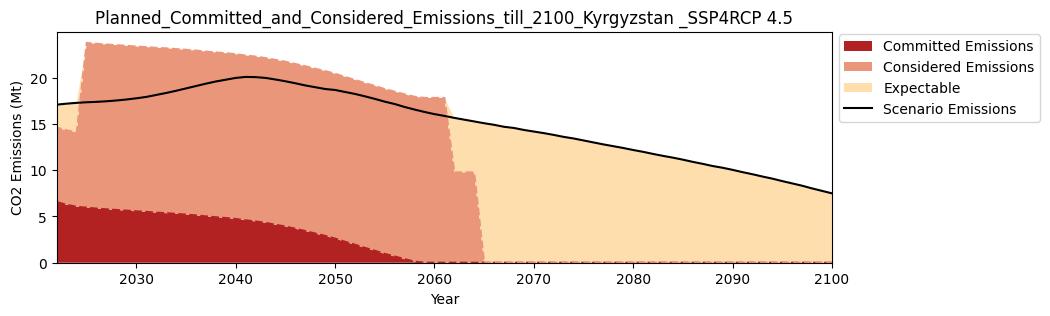 Planned_Committed_and_Considered_Emissions_till_2100_Kyrgyzstan _SSP4RCP 4.5
CO2 Emissions (Mt)
20
15
10
5
0
2030 2040 2050 2060 2070 2080 2090 2100
Year
Committed Emissions
Considered Emissions
Expectable
Scenario Emissions